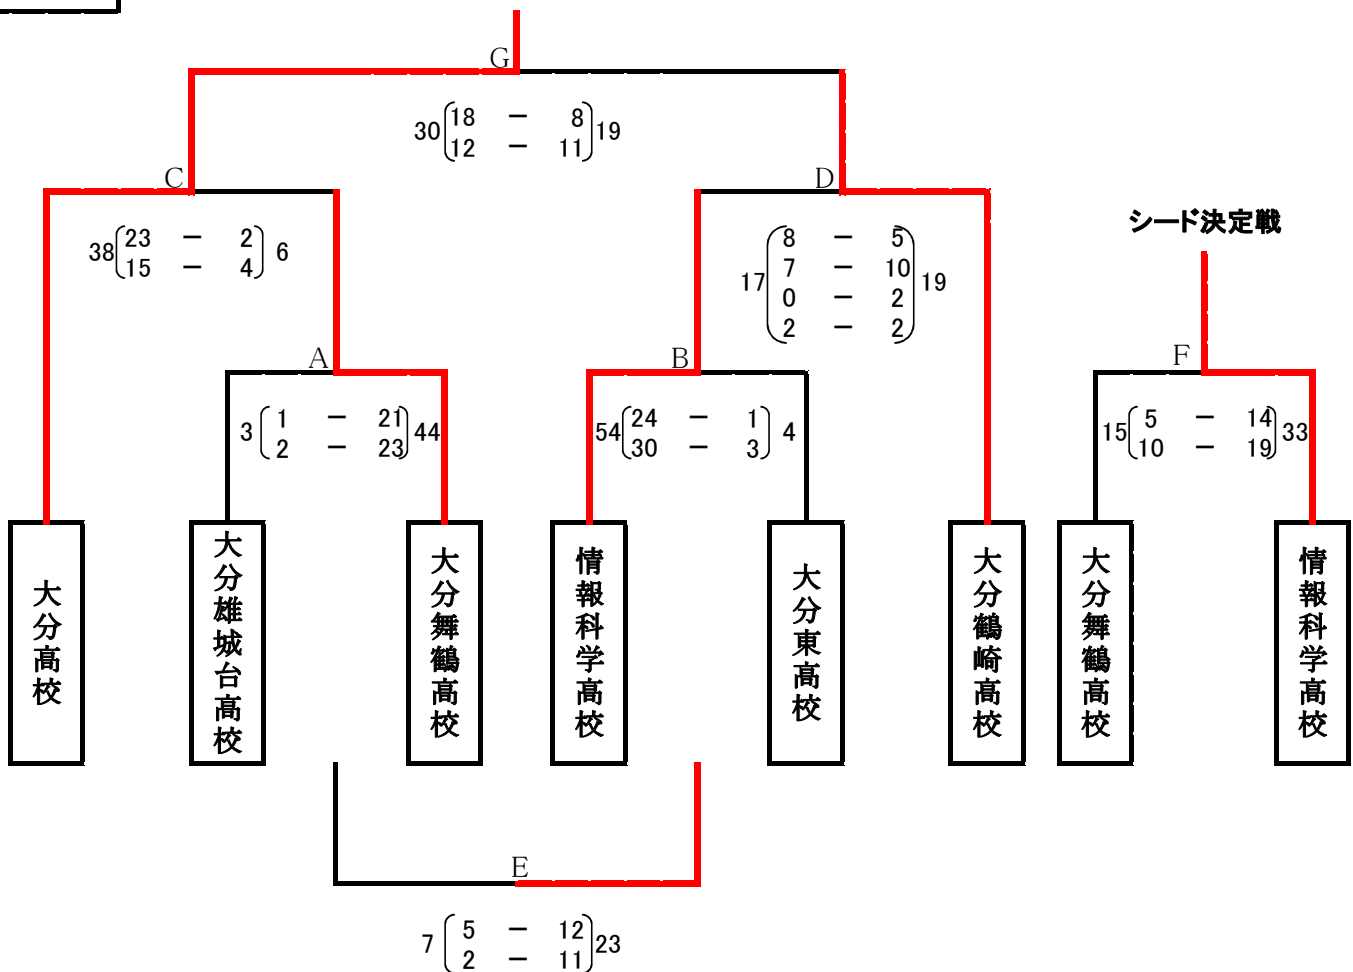 G
30 18 － 8 19
12 － 11
C
D
シード決定戦
38 23 － 2 6
15 － 4
17 8 － 5 19
7 － 10
0 － 2
2 － 2
A
B
F
3 1 － 21 44
2 － 23
54 24 － 1 4
30 － 3
15 5 － 14 33
10 － 19
大分高校
大分雄城台高校
大分舞鶴高校
情報科学高校
大分東高校
大分鶴崎高校
大分舞鶴高校
情報科学高校
E
7 5 － 12 23
2 － 11